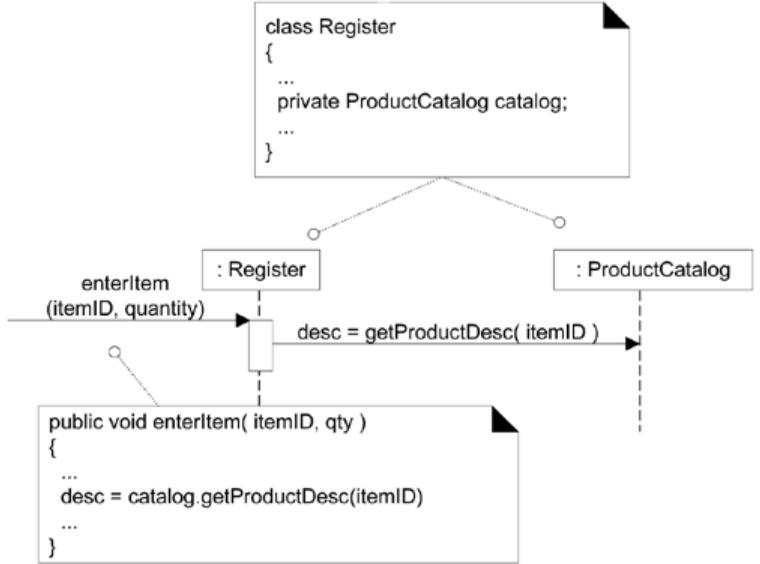 class Register
{
...
private ProductCatalog catalog;
...
}
: Register
: ProductCatalog
enterItem
(itemID, quantity)
desc = getProductDesc( itemID )
public void enterItem( itemID, qty )
{
...
desc = catalog.getProductDesc(itemID)
...
}